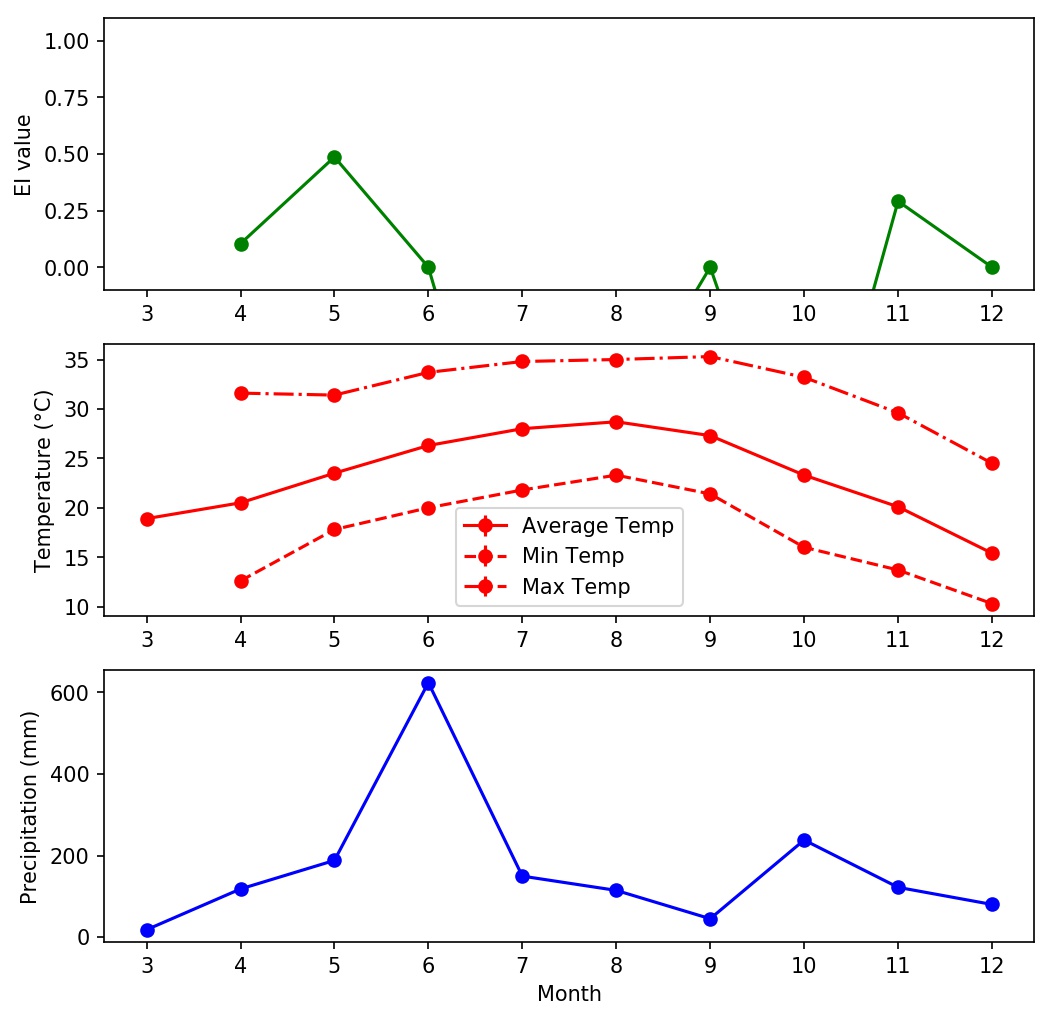 1.00
0.75
0.50
0.25
0.00
EI value
3 4 5 6 7 8 9 10 11 12
35
30
25
20
15
10
Temperature (°C)
Average Temp
Min Temp
Max Temp
3 4 5 6 7 8 9 10 11 12
600
400
200
0
Precipitation (mm)
3 4 5 6 7 8 9 10 11 12
Month